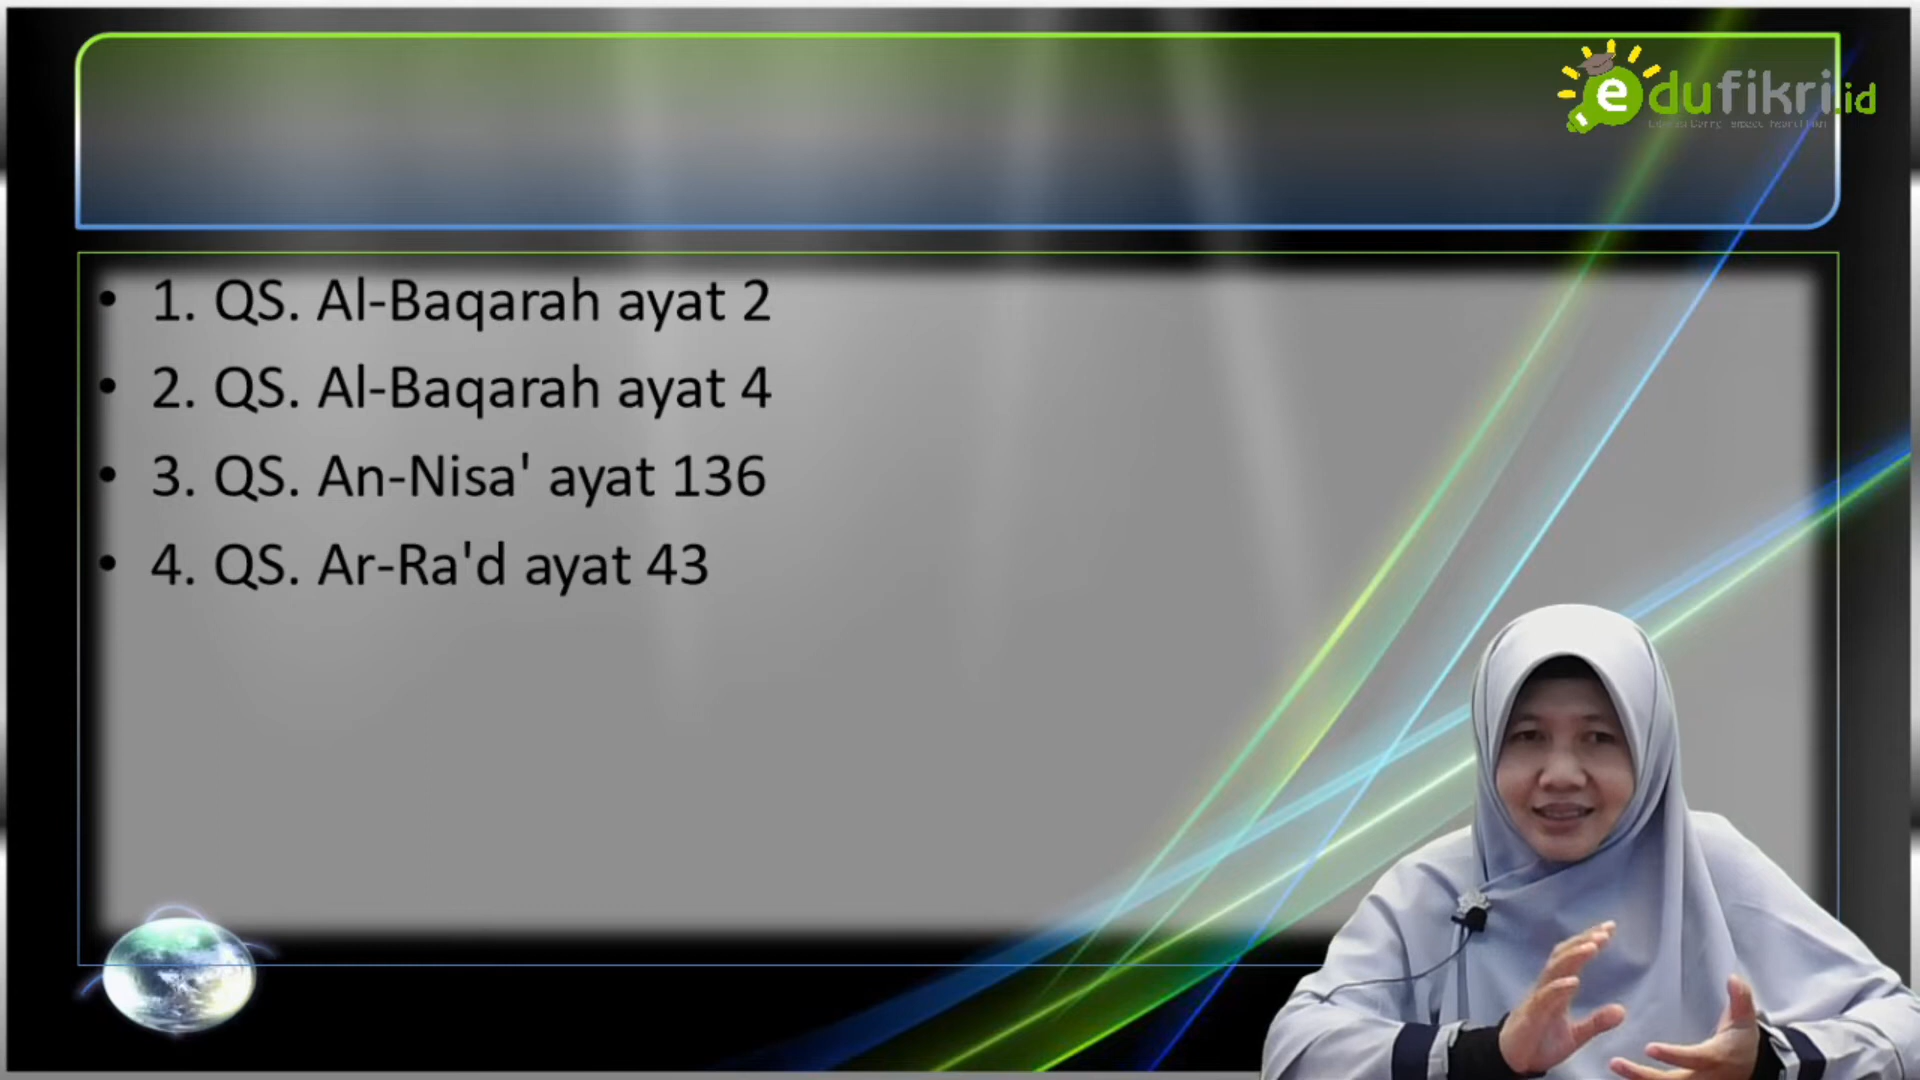 edufikri.id
• 1. QS. Al-Baqarah ayat 2
• 2. QS. Al-Baqarah ayat 4
• 3. QS. An-Nisa' ayat 136
• 4. QS. Ar-Ra'd ayat 43